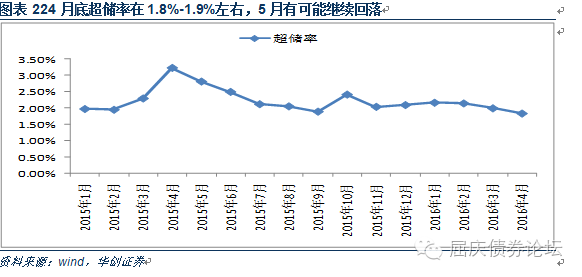 图表 224 月底超储率在 1.8%-1.9%左右，5 月有可能继续回落
超储率
3.50%
3.00%
2.50%
2.00%
1.50%
1.00%
0.50%
0.00%
2015年1月
2015年2月
2015年3月
2015年4月
2015年5月
2015年6月
2015年7月
2015年8月
2015年9月
2015年10月
2015年11月
2015年12月
2016年1月
2016年2月
2016年3月
2016年4月
屈庆债券论坛
资料来源：wind，华创证券